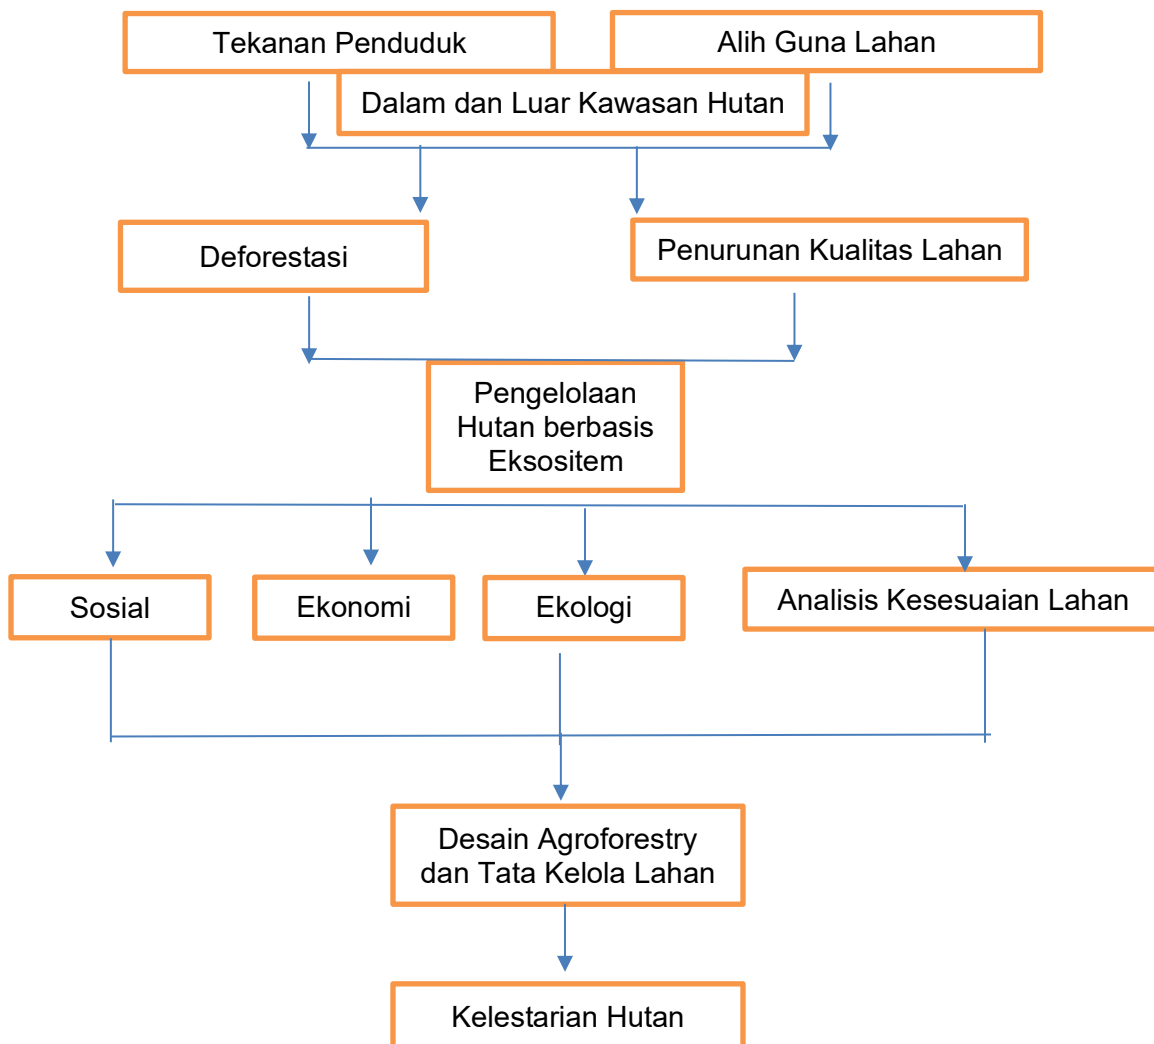 Tekanan Penduduk
Alih Guna Lahan
Dalam dan Luar Kawasan Hutan
Deforestasi
Penurunan Kualitas Lahan
Pengelolaan
Hutan berbasis
Eksositem
Sosial
Ekonomi
Ekologi
Analisis Kesesuaian Lahan
Desain Agroforestry
dan Tata Kelola Lahan
Kelestarian Hutan